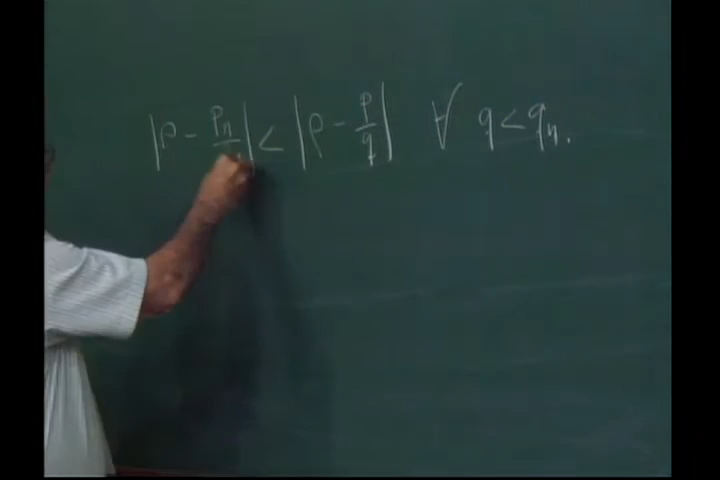 |ρ - pₙ/qₙ| < |ρ - p/q| ∀ q < qₙ.